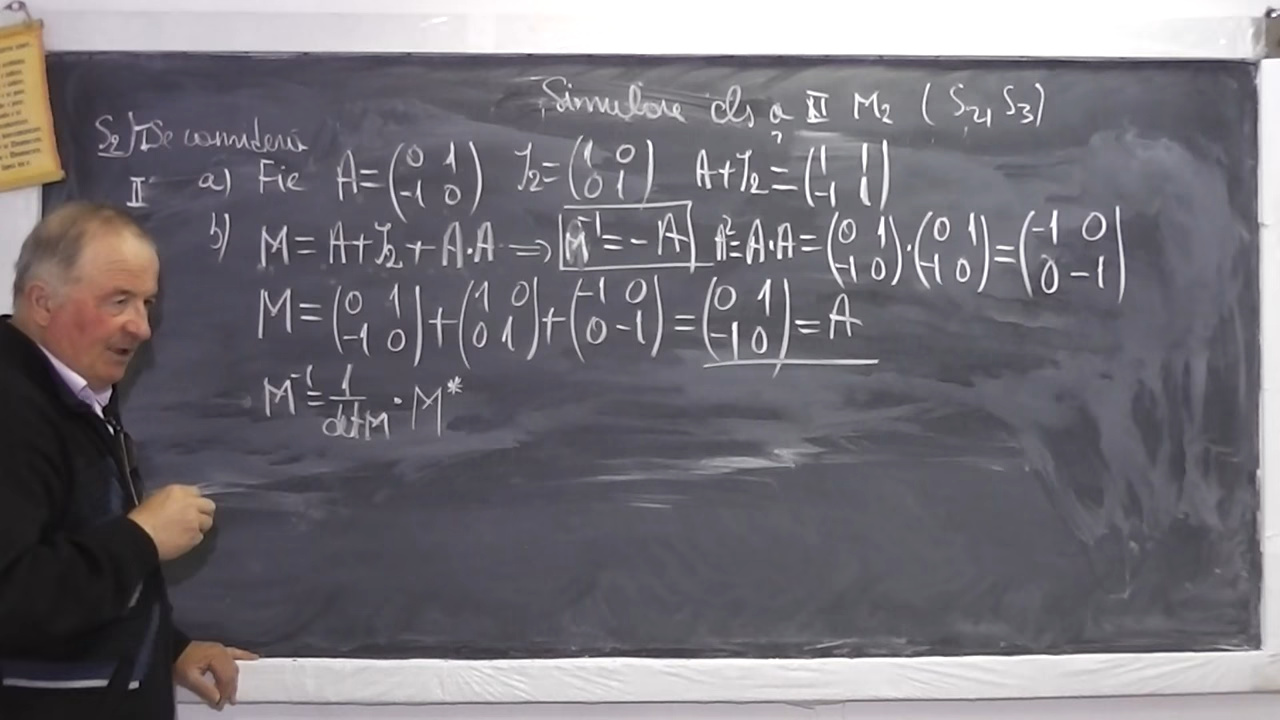 Simulare cls a XII M2 (S2, S3)
S2) I Se consideră
II a) Fie A=(0 1 -1 0) I2=(1 0 0 1) A+I2 ?= (1 1 -1 1)
b) M=A+I2+A·A ⇒ M⁻¹=-A A²=A·A=(0 1 -1 0)·(0 1 -1 0)=(-1 0 0 -1)
M=(0 1 -1 0)+(1 0 0 1)+(-1 0 0 -1)=(0 1 -1 0)=A
M⁻¹=1/detM·M*